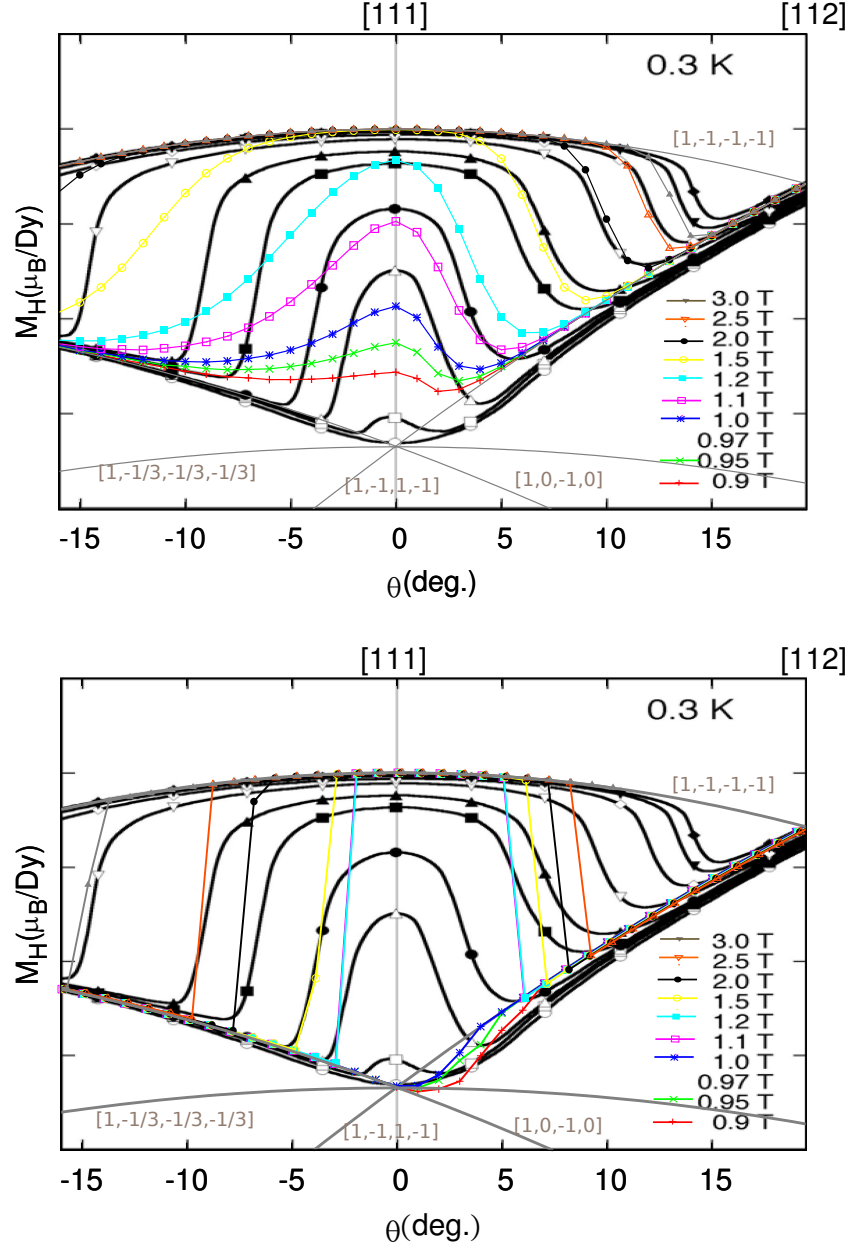 [111] [112]
0.3 K
[1,-1,-1,-1]
M_H(μ_B/Dy)
3.0 T
2.5 T
2.0 T
1.5 T
1.2 T
1.1 T
1.0 T
0.97 T
0.95 T
0.9 T
[1,-1/3,-1/3,-1/3]
[1,-1,1,-1]
[1,0,-1,0]
-15 -10 -5 0 5 10 15
θ(deg.)
[111] [112]
0.3 K
[1,-1,-1,-1]
M_H(μ_B/Dy)
3.0 T
2.5 T
2.0 T
1.5 T
1.2 T
1.1 T
1.0 T
0.97 T
0.95 T
0.9 T
[1,-1/3,-1/3,-1/3]
[1,-1,1,-1]
[1,0,-1,0]
-15 -10 -5 0 5 10 15
θ(deg.)